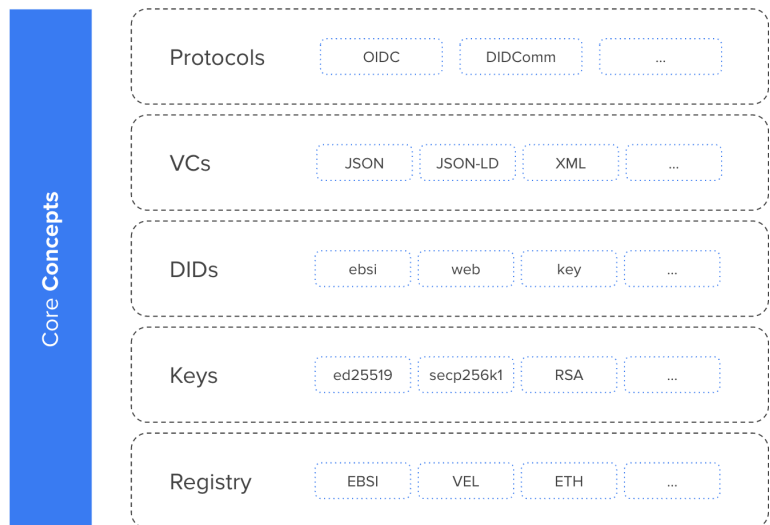 Core Concepts
Protocols OIDC DIDComm ...
VCs JSON JSON-LD XML ...
DIDs ebsi web key ...
Keys ed25519 secp256k1 RSA ...
Registry EBSI VEL ETH ...